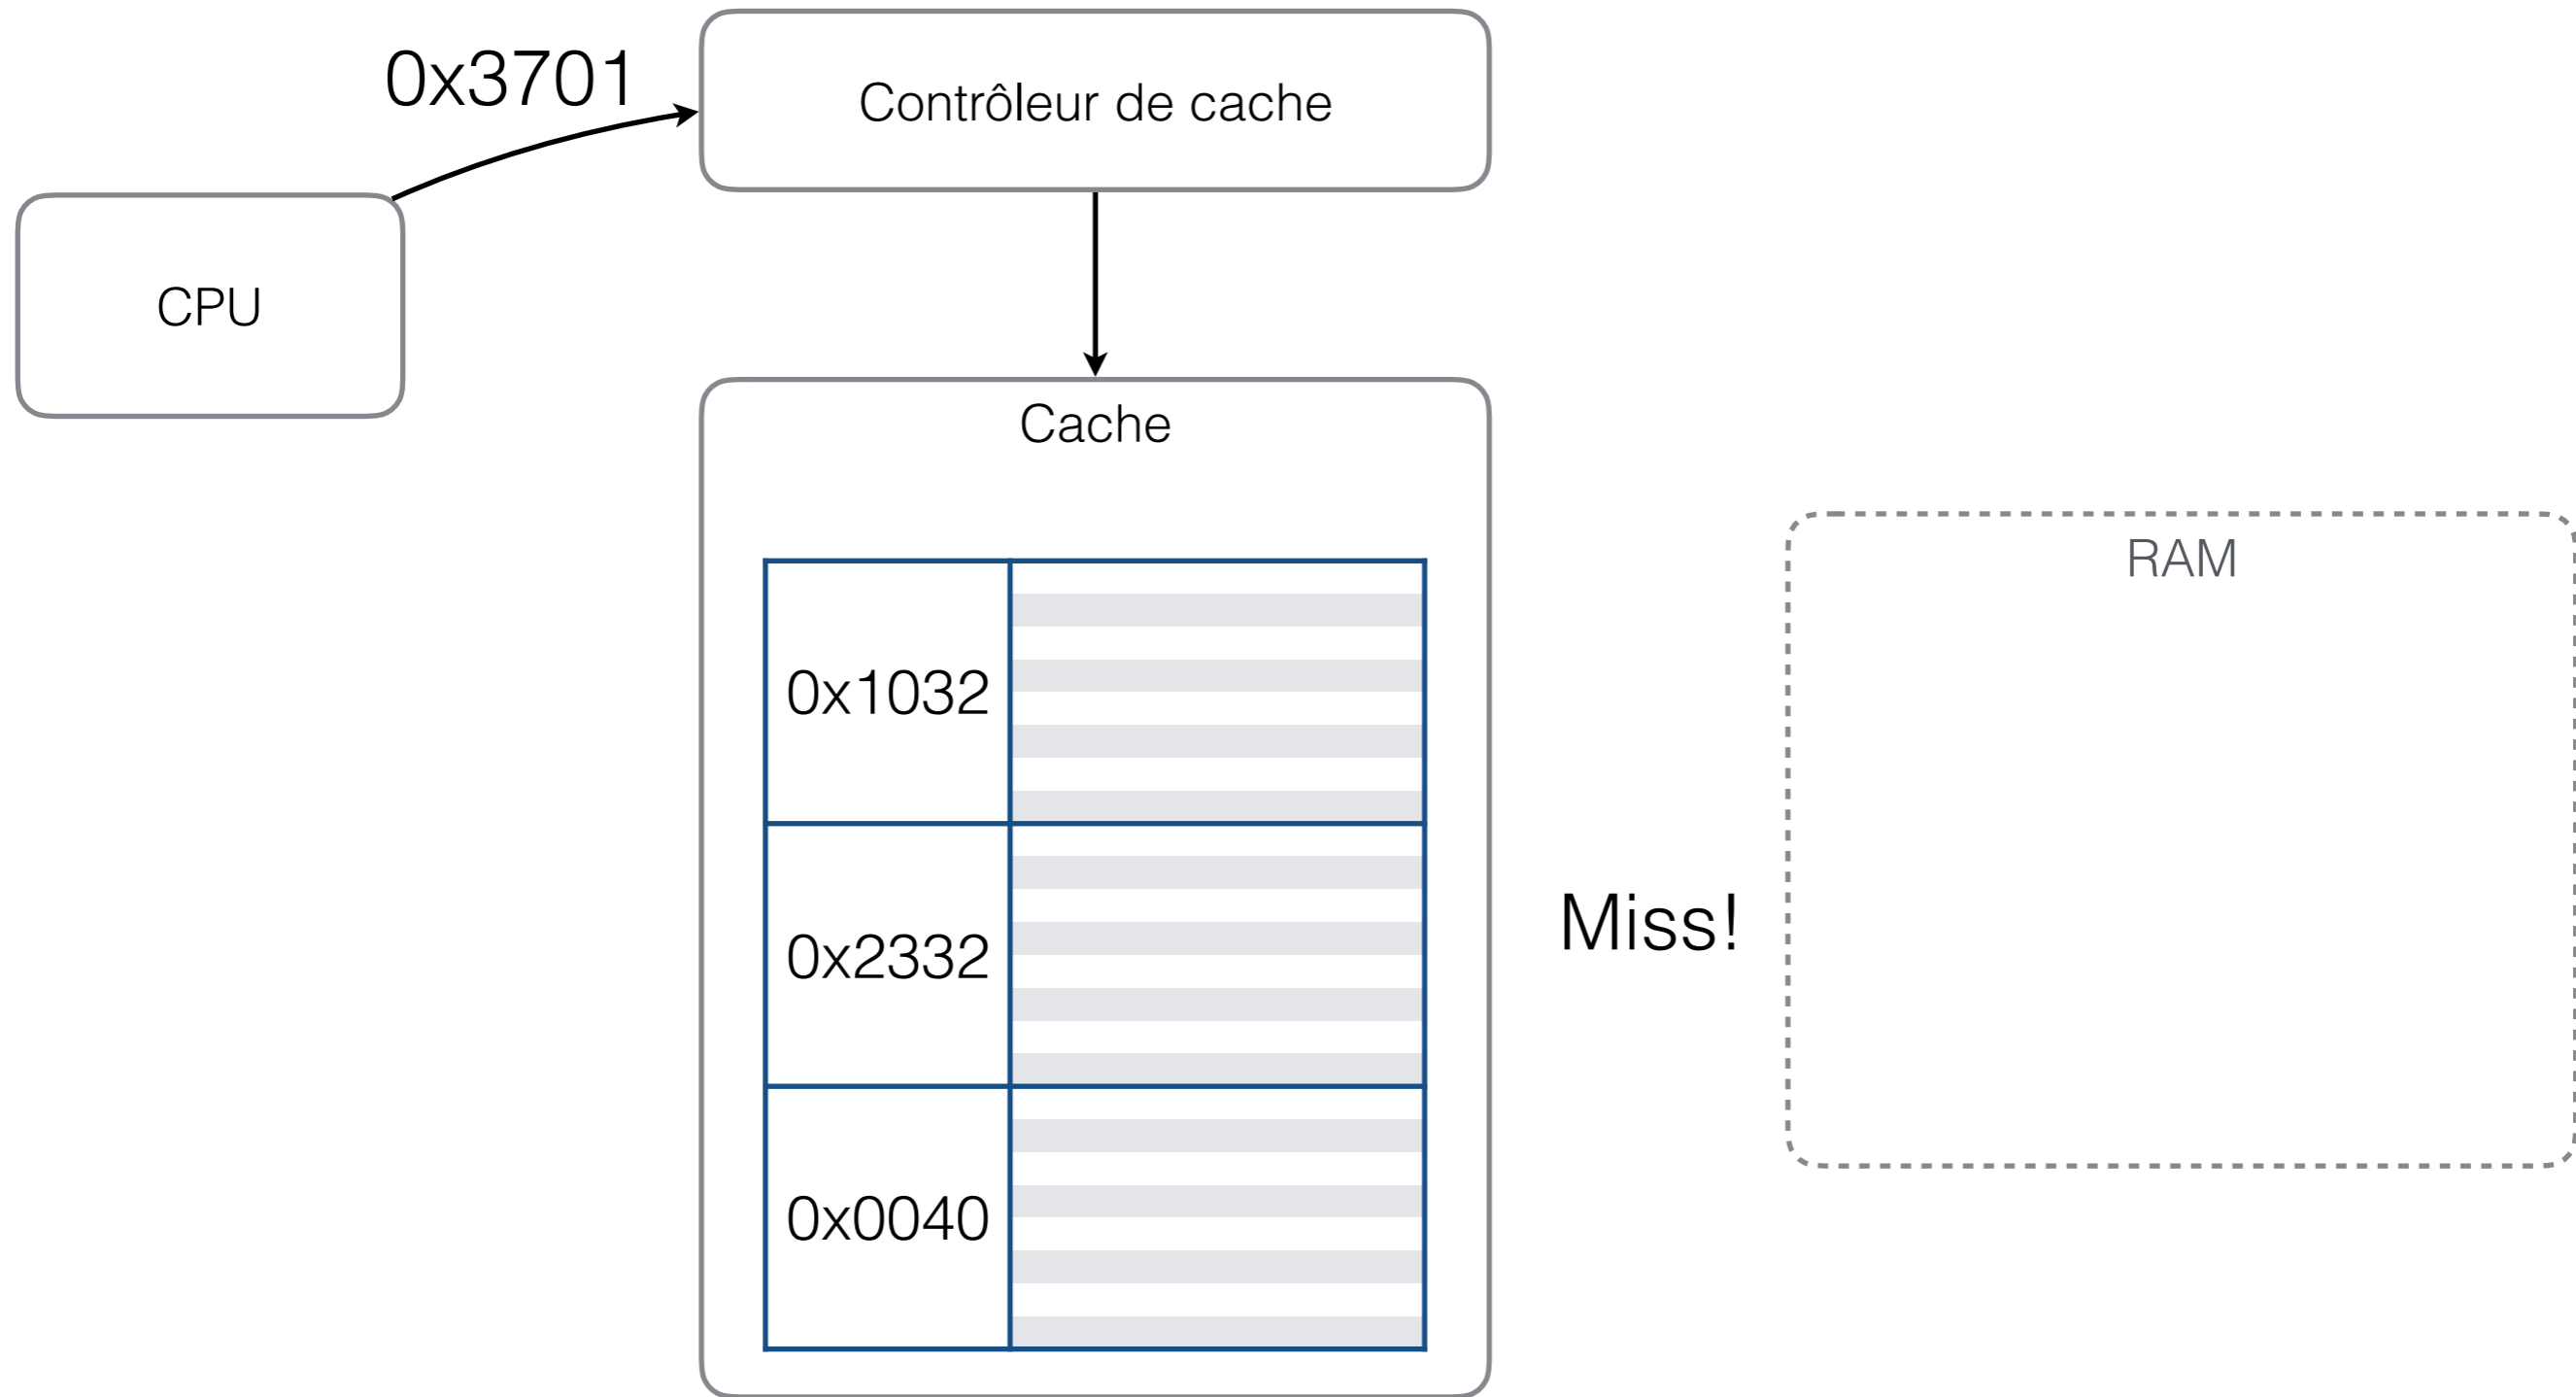 0x3701
Contrôleur de cache
CPU
Cache
RAM
0x1032
0x2332
Miss!
0x0040